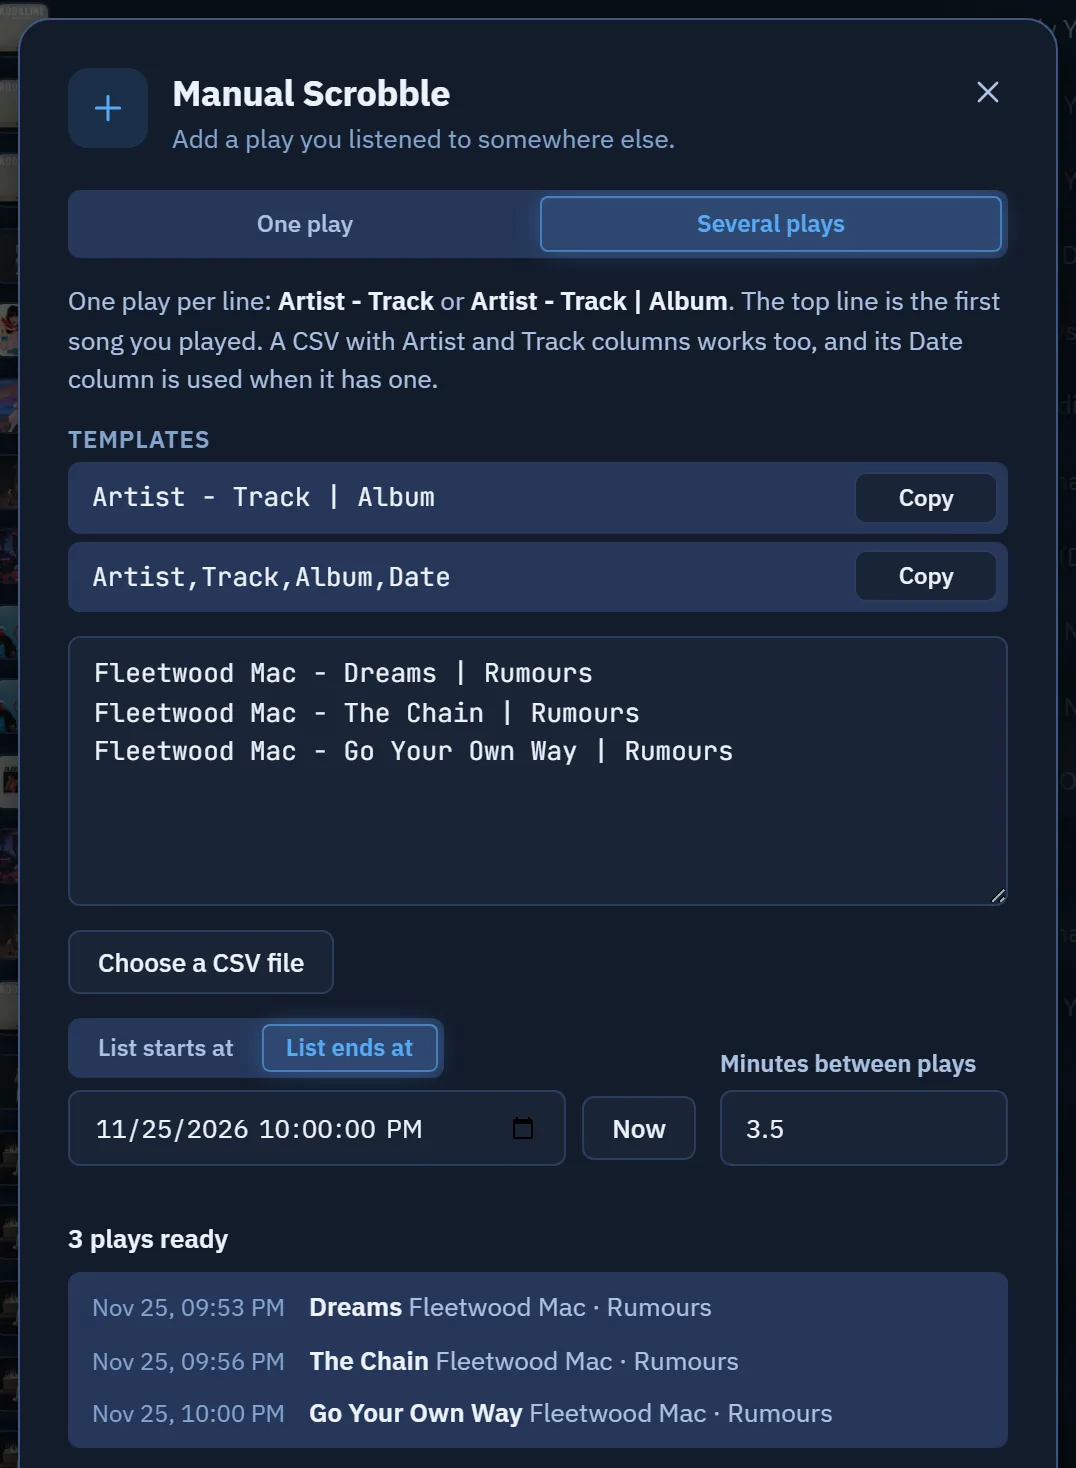 Manual Scrobble
Add a play you listened to somewhere else.
One play
Several plays
One play per line: Artist - Track or Artist - Track | Album. The top line is the first
song you played. A CSV with Artist and Track columns works too, and its Date
column is used when it has one.
TEMPLATES
Artist - Track | Album
Copy
Artist,Track,Album,Date
Copy
Fleetwood Mac - Dreams | Rumours
Fleetwood Mac - The Chain | Rumours
Fleetwood Mac - Go Your Own Way | Rumours
Choose a CSV file
List starts at
List ends at
Minutes between plays
11/25/2026 10:00:00 PM
Now
3.5
3 plays ready
Nov 25, 09:53 PM Dreams Fleetwood Mac · Rumours
Nov 25, 09:56 PM The Chain Fleetwood Mac · Rumours
Nov 25, 10:00 PM Go Your Own Way Fleetwood Mac · Rumours